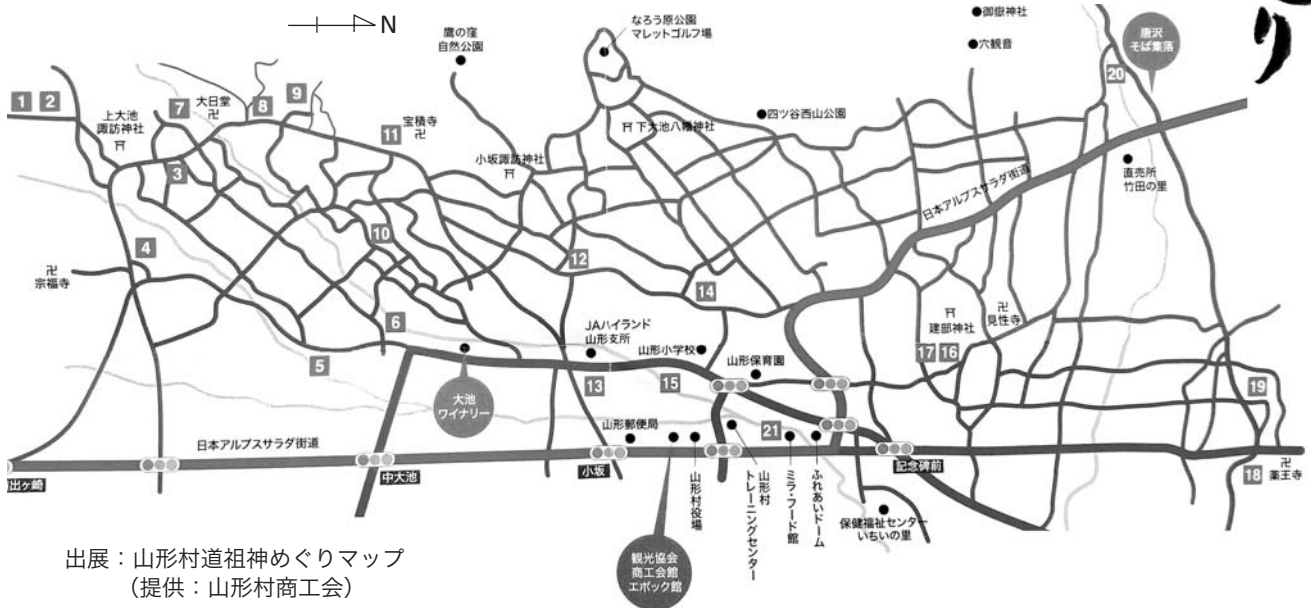 N
り
鷹の窪
自然公園
なろう原公園
マレットゴルフ場
御嶽神社
穴観音
唐沢
そば集落
20
1
2
上大池
諏訪神社
7
大日堂
8
9
11
宝積寺
四ツ谷西山公園
下大池八幡神社
小坂諏訪神社
3
日本アルプスサラダ街道
直売所
竹田の里
4
宗福寺
10
12
14
5
6
JAハイランド
山形支所
山形小学校
山形保育園
建部神社
見性寺
17
16
13
15
19
大池
ワイナリー
山形郵便局
21
日本アルプスサラダ街道
出ヶ崎
中大池
小坂
記念碑前
18
薬王寺
山形村役場
山形村
トレーニングセンター
ミラ・フード館
ふれあいドーム
保健福祉センター
いちいの里
観光協会
商工会館
エポック館
出展：山形村道祖神めぐりマップ
（提供：山形村商工会）